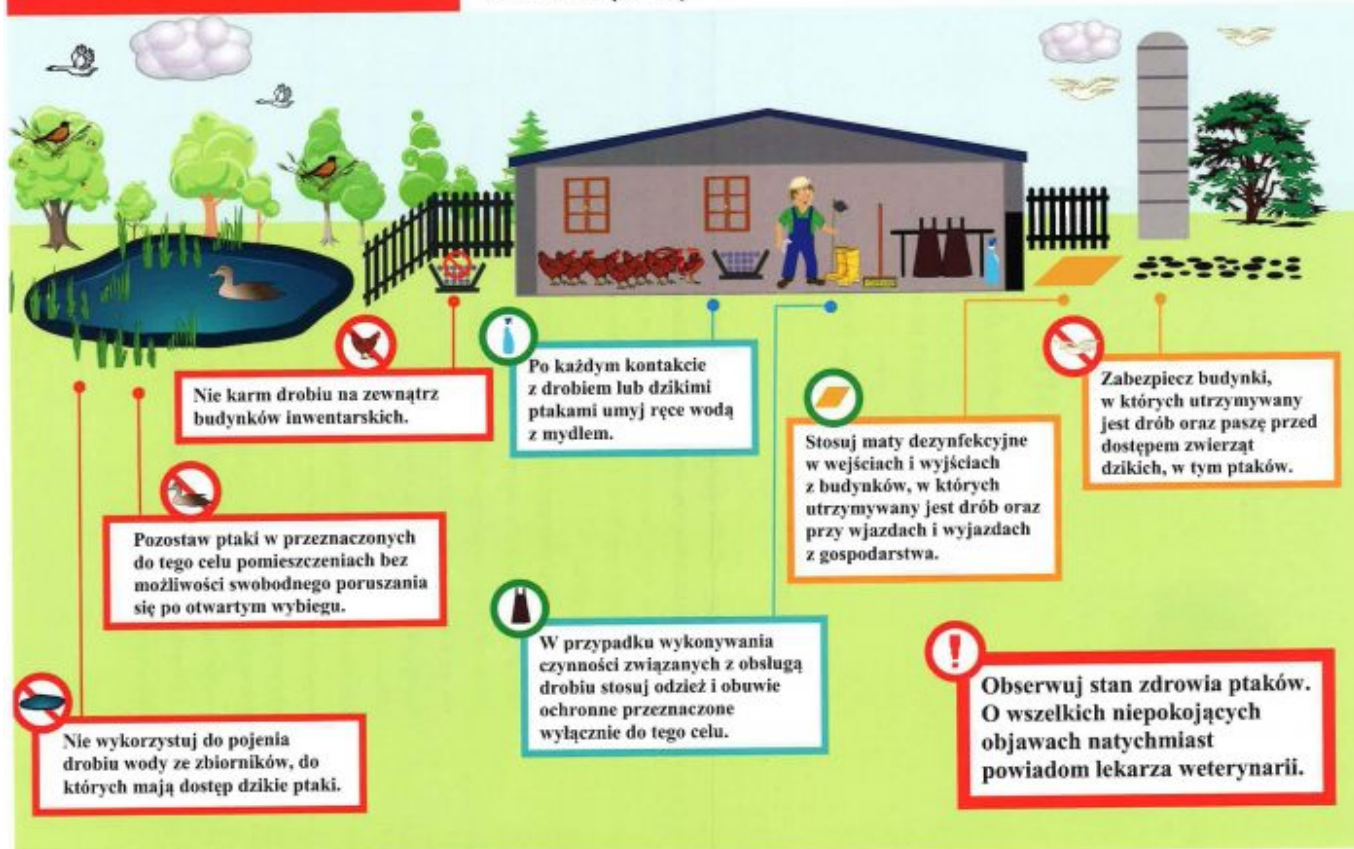 Nie karm drobiu na zewnątrz
budynków inwentarskich.
Po każdym kontakcie
z drobiem lub dzikimi
ptakami umyj ręce wodą
z mydłem.
Stosuj maty dezynfekcyjne
w wejściach i wyjściach
z budynków, w których
utrzymywany jest drób oraz
przy wjazdach i wyjazdach
z gospodarstwa.
Zabezpiecz budynki,
w których utrzymywany
jest drób oraz paszę przed
dostępem zwierząt
dzikich, w tym ptaków.
Pozostaw ptaki w przeznaczonych
do tego celu pomieszczeniach bez
możliwości swobodnego poruszania
się po otwartym wybiegu.
W przypadku wykonywania
czynności związanych z obsługą
drobiu stosuj odzież i obuwie
ochronne przeznaczone
wyłącznie do tego celu.
Nie wykorzystuj do pojenia
drobiu wody ze zbiorników, do
których mają dostęp dzikie ptaki.
!
Obserwuj stan zdrowia ptaków.
O wszelkich niepokojących
objawach natychmiast
powiadom lekarza weterynarii.